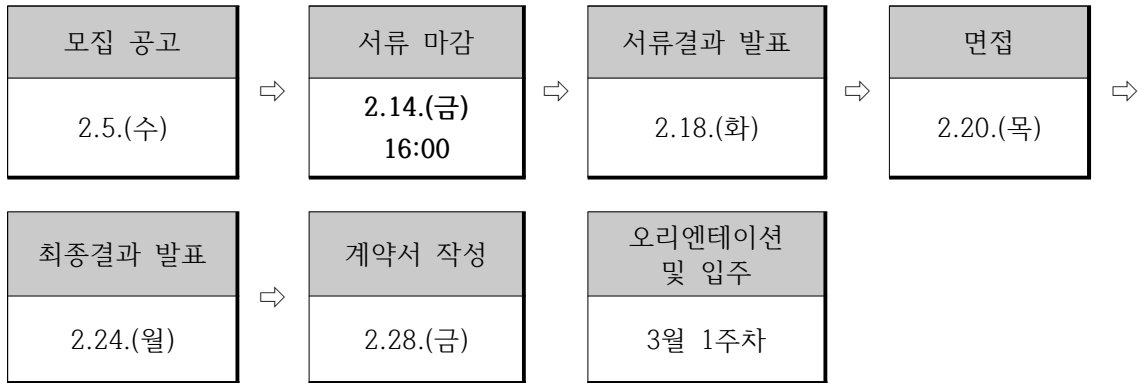 모집 공고
2.5.(수)
⇨
서류 마감
2.14.(금)
16:00
⇨
서류결과 발표
2.18.(화)
⇨
면접
2.20.(목)
⇨
최종결과 발표
2.24.(월)
⇨
계약서 작성
2.28.(금)
오리엔테이션
및 입주
3월 1주차